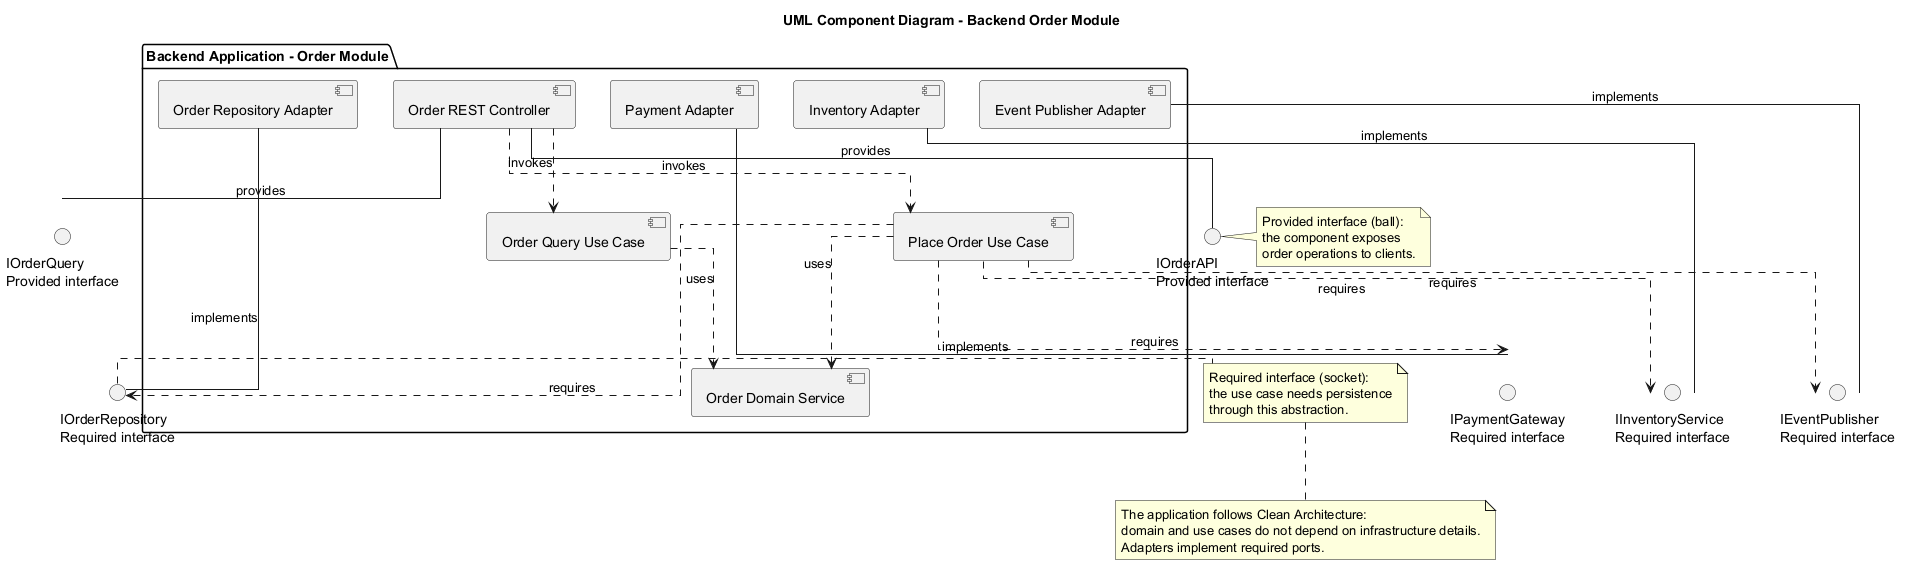 UML Component Diagram - Backend Order Module
Backend Application - Order Module
Order Repository Adapter
Order REST Controller
Payment Adapter
Inventory Adapter
Event Publisher Adapter
implements
implements
provides
invokes
invokes
provides
Order Query Use Case
Place Order Use Case
Provided interface (ball):
the component exposes
order operations to clients.
IOrderQuery
Provided interface
uses
uses
IOrderAPI
Provided interface
requires
requires
implements
implements
requires
Order Domain Service
requires
Required interface (socket):
the use case needs persistence
through this abstraction.
IOrderRepository
Required interface
IPaymentGateway
Required interface
IInventoryService
Required interface
IEventPublisher
Required interface
The application follows Clean Architecture:
domain and use cases do not depend on infrastructure details.
Adapters implement required ports.